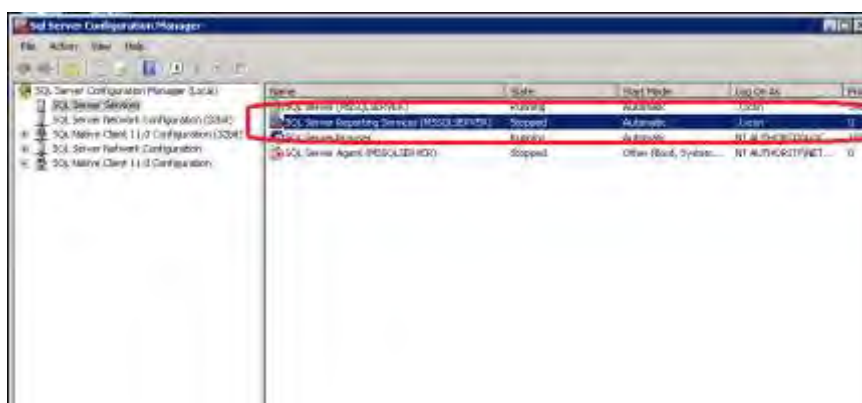 Sql Server Configuration Manager
File Action View Help
SQL Server Configuration Manager (Local)
SQL Server Services
SQL Server Network Configuration (32bit)
SQL Native Client 11.0 Configuration (32bit)
SQL Server Network Configuration
SQL Native Client 11.0 Configuration
Name State Start Mode Log On As
SQL Server (MSSQLSERVER) Running Automatic
SQL Server Reporting Services (MSSQLSERVER) Stopped Automatic 0
SQL Server Browser Running Automatic
SQL Server Agent (MSSQLSERVER) Stopped Other (Boot, System... NT AUTHORITY\NET... 0